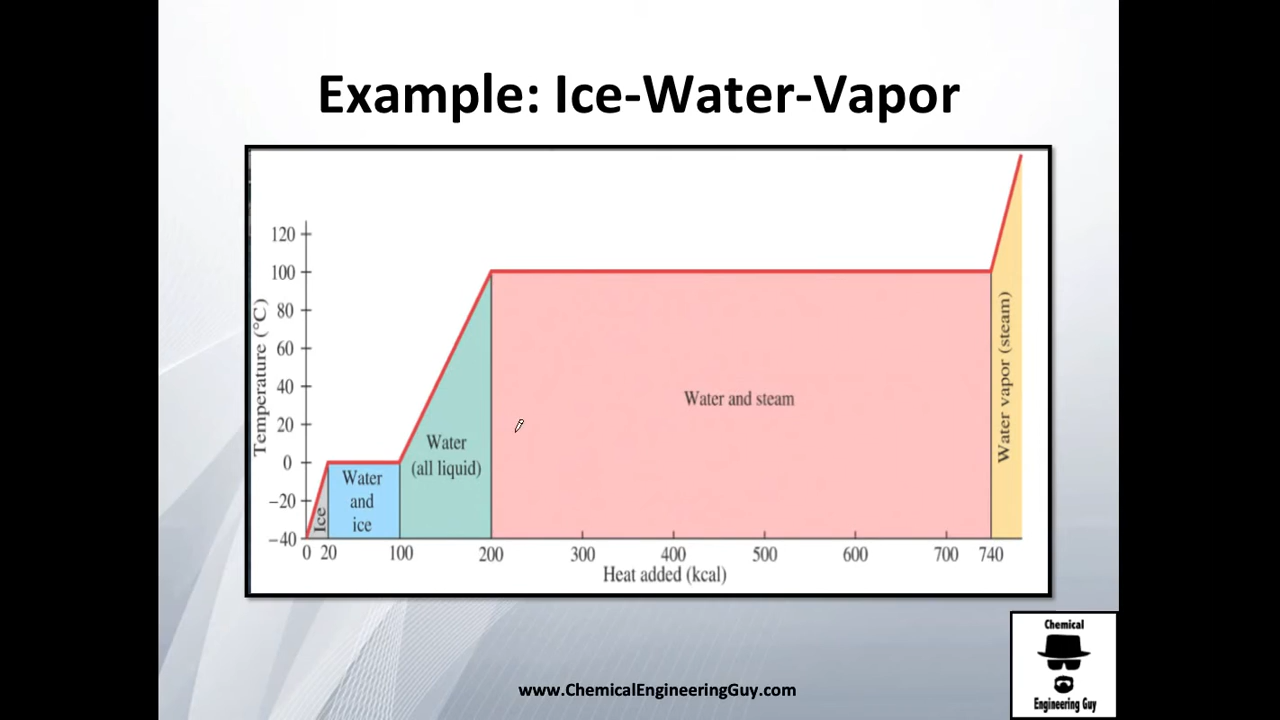 Example: Ice-Water-Vapor
120
100
80
60
40
20
0
−20
−40
Temperature (°C)
Ice
Water
and
ice
Water
(all liquid)
Water and steam
Water vapor (steam)
0 20 100 200 300 400 500 600 700 740
Heat added (kcal)
Chemical
Engineering Guy
www.ChemicalEngineeringGuy.com